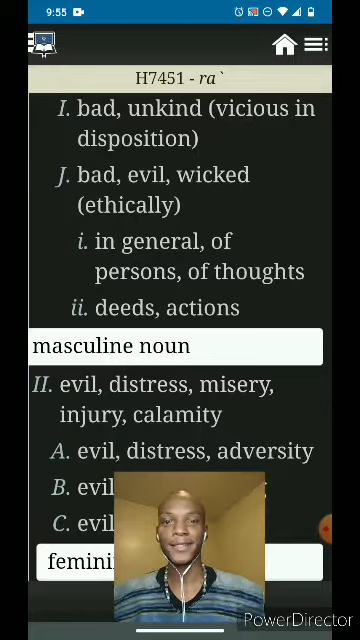 9:55
H7451 - ra`
I. bad, unkind (vicious in
disposition)
J. bad, evil, wicked
(ethically)
i. in general, of
persons, of thoughts
ii. deeds, actions
masculine noun
II. evil, distress, misery,
injury, calamity
A. evil, distress, adversity
B. evil
C. evil
PowerDirector